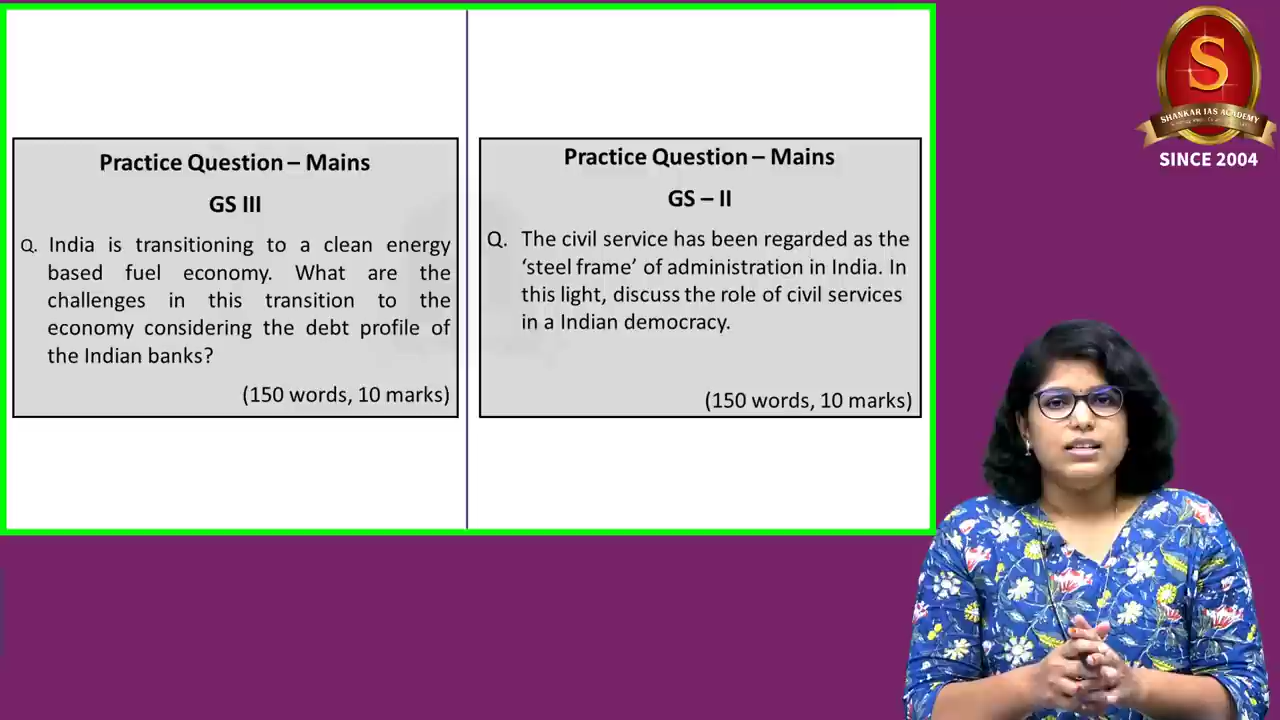 Practice Question – Mains
GS III
Q. India is transitioning to a clean energy
based fuel economy. What are the
challenges in this transition to the
economy considering the debt profile of
the Indian banks?
(150 words, 10 marks)
Practice Question – Mains
GS – II
Q. The civil service has been regarded as the
‘steel frame’ of administration in India. In
this light, discuss the role of civil services
in a Indian democracy.
(150 words, 10 marks)
S
SHANKAR IAS ACADEMY
SINCE 2004